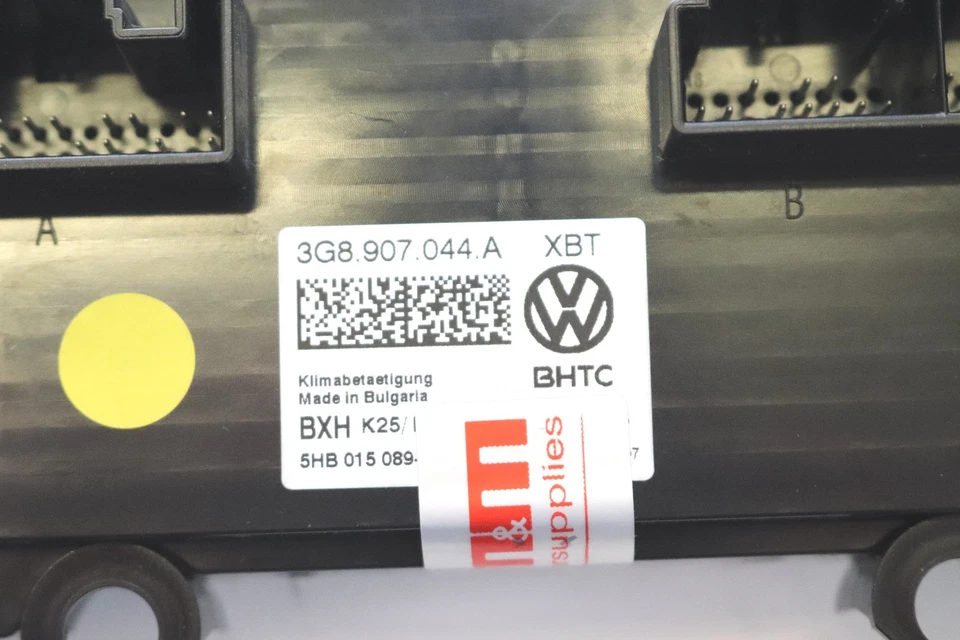 A
B
3G8.907.044.A XBT
BHTC
Klimabetaetigung
Made in Bulgaria
BXH K25/
5HB 015 089-
supplies